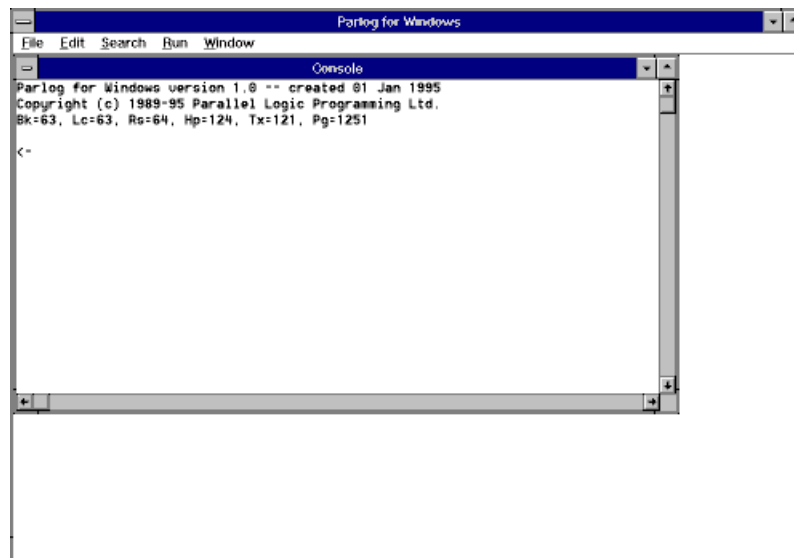 Parlog for Windows
File Edit Search Run Window
Console
Parlog for Windows version 1.0 -- created 01 Jan 1995
Copyright (c) 1989-95 Parallel Logic Programming Ltd.
Bk=63, Lc=63, Rs=64, Hp=124, Tx=121, Pg=1251
<-